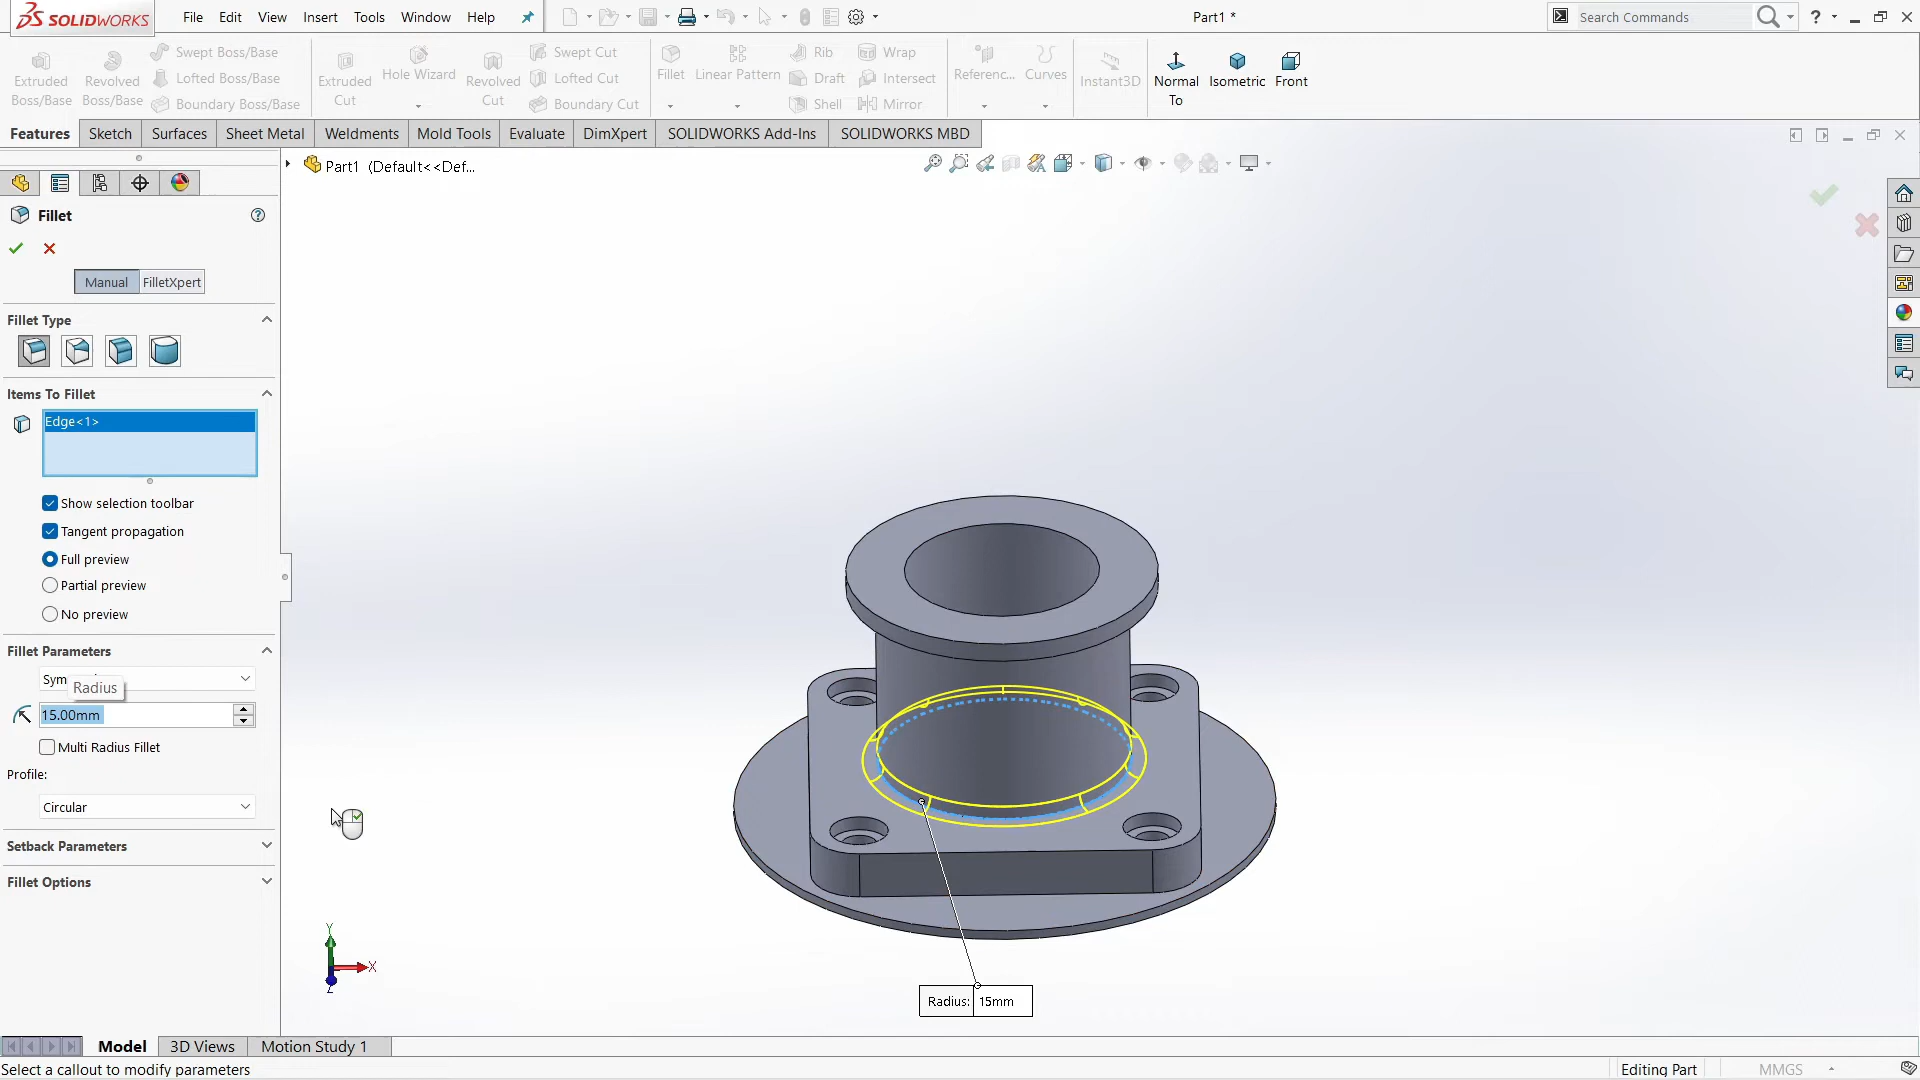 SOLIDWORKS
File Edit View Insert Tools Window Help
Part1 *
Search Commands
Extruded Boss/Base
Revolved Boss/Base
Swept Boss/Base
Lofted Boss/Base
Boundary Boss/Base
Extruded Cut
Hole Wizard
Revolved Cut
Swept Cut
Lofted Cut
Boundary Cut
Fillet
Linear Pattern
Rib
Draft
Shell
Wrap
Intersect
Mirror
Referenc...
Curves
Instant3D
Normal To
Isometric
Front
Features Sketch Surfaces Sheet Metal Weldments Mold Tools Evaluate DimXpert SOLIDWORKS Add-Ins SOLIDWORKS MBD
Part1 (Default<<Def...
Fillet
Manual FilletXpert
Fillet Type
Items To Fillet
Edge<1>
Show selection toolbar
Tangent propagation
Full preview
Partial preview
No preview
Fillet Parameters
Radius
15.00mm
Multi Radius Fillet
Profile:
Circular
Setback Parameters
Fillet Options
Y
X
Z
Radius: 15mm
Model 3D Views Motion Study 1
Select a callout to modify parameters
Editing Part
MMGS